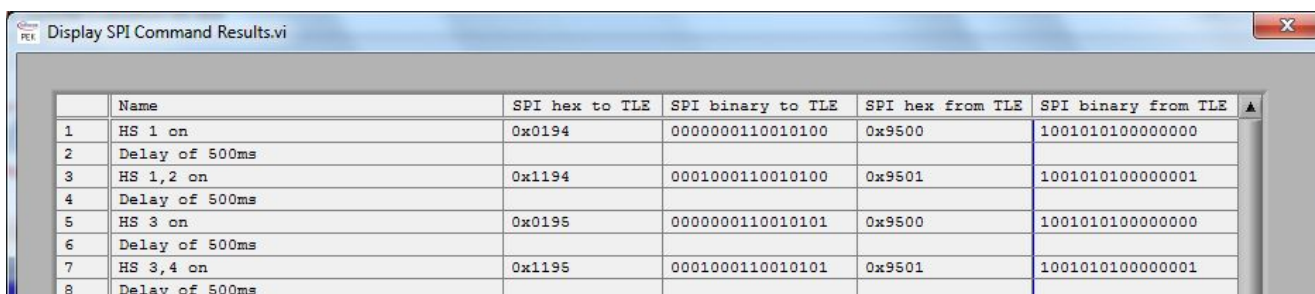 PEK Display SPI Command Results.vi
Name SPI hex to TLE SPI binary to TLE SPI hex from TLE SPI binary from TLE
1 HS 1 on 0x0194 0000000110010100 0x9500 1001010100000000
2 Delay of 500ms
3 HS 1,2 on 0x1194 0001000110010100 0x9501 1001010100000001
4 Delay of 500ms
5 HS 3 on 0x0195 0000000110010101 0x9500 1001010100000000
6 Delay of 500ms
7 HS 3,4 on 0x1195 0001000110010101 0x9501 1001010100000001
8 Delay of 500ms